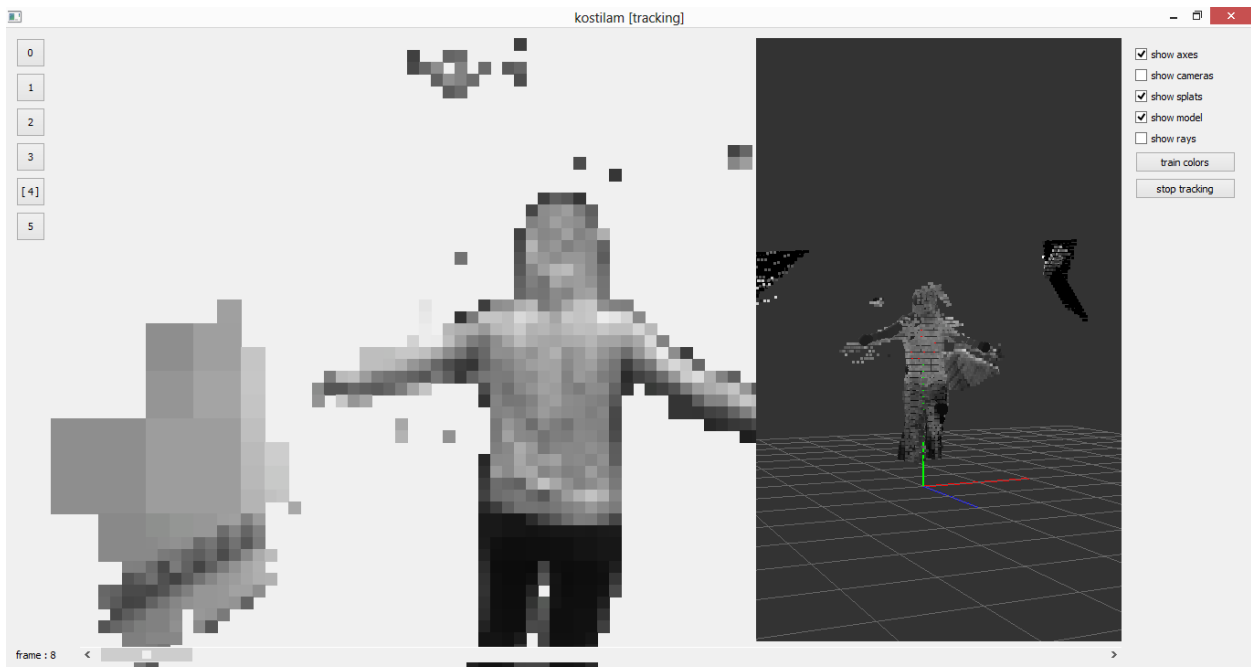 kostilam [tracking]
0
1
2
3
[ 4 ]
5
show axes
show cameras
show splats
show model
show rays
train colors
stop tracking
frame : 8